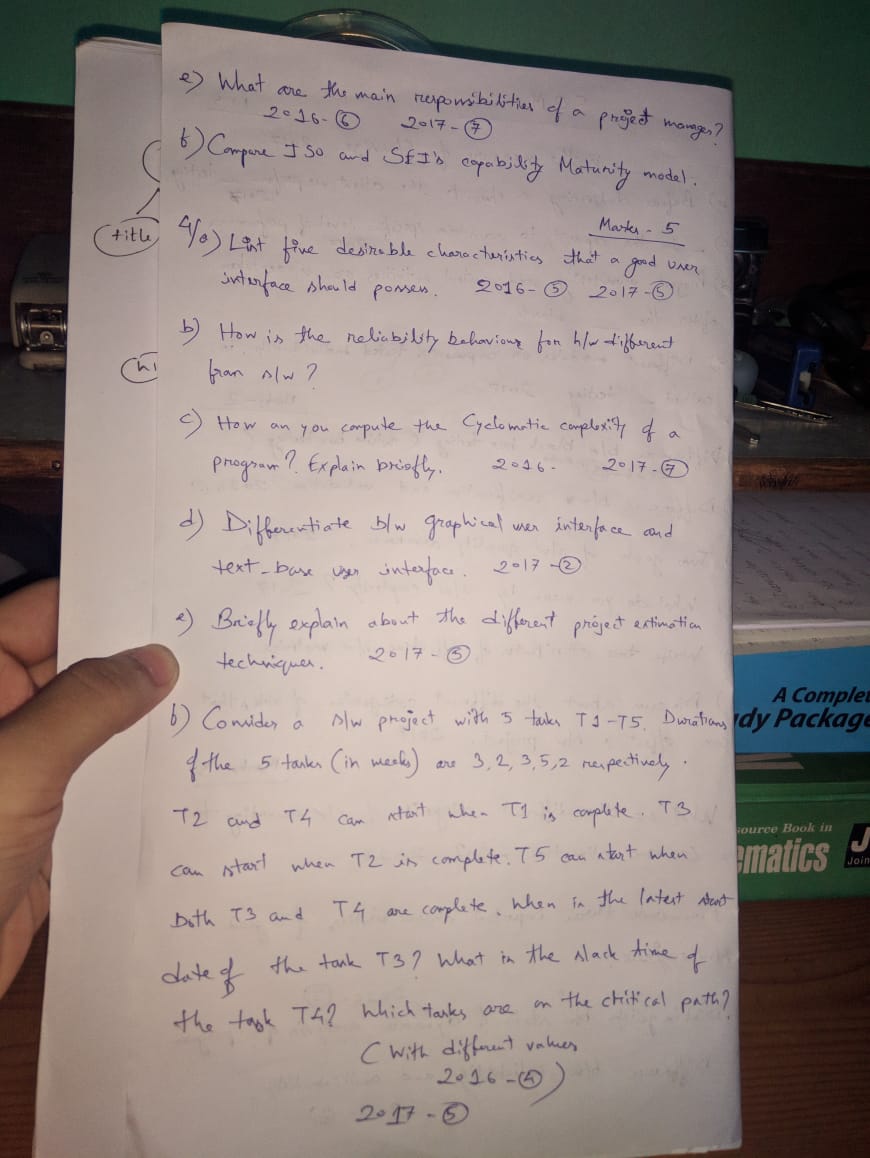 e) What are the main responsibilities of a project manager?
2016-⑥ 2017-⑦
f) Compare ISO and SEI's capability Maturity model.
Marks - 5
4/a) List five desirable characteristics that a good user
interface should posses. 2016-⑤ 2017-⑤
b) How is the reliability behaviour for h/w different
from s/w ?
c) How can you compute the Cyclomatic complexity of a
program? Explain briefly. 2016- 2017-⑦
d) Differentiate b/w graphical user interface and
text-base user interface. 2017-②
e) Briefly explain about the different project estimation
techniques. 2017-⑤
f) Consider a s/w project with 5 tasks T1-T5. Durations
of the 5 tasks (in weeks) are 3,2,3,5,2 respectively.
T2 and T4 can start when T1 is complete. T3
can start when T2 is complete. T5 can start when
both T3 and T4 are complete. When is the latest start
date of the task T3? What is the slack time of
the task T4? Which tasks are on the critical path?
(With different values
2016-⑤)
2017-⑤
title
A Complet
dy Package
ource Book in
ematics
J
Join